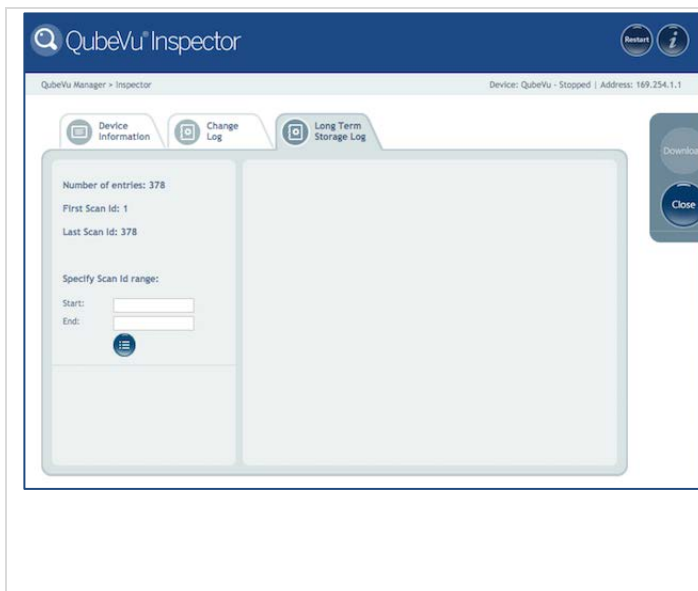 QubeVu® Inspector
Restart
i
QubeVu Manager > Inspector
Device: QubeVu - Stopped | Address: 169.254.1.1
Device
Information
Change
Log
Long Term
Storage Log
Number of entries: 378
First Scan Id: 1
Last Scan Id: 378
Specify Scan Id range:
Start:
End:
Downloa
Close